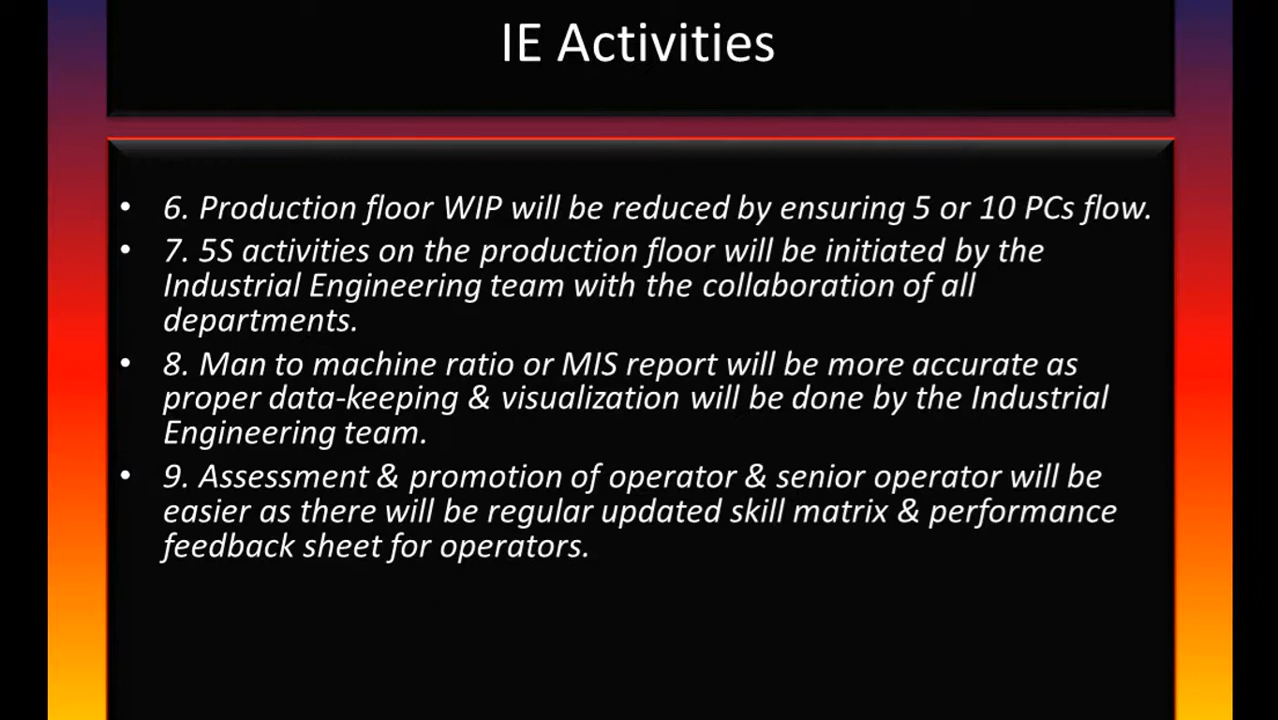 IE Activities
• 6. Production floor WIP will be reduced by ensuring 5 or 10 PCs flow.
• 7. 5S activities on the production floor will be initiated by the
Industrial Engineering team with the collaboration of all
departments.
• 8. Man to machine ratio or MIS report will be more accurate as
proper data-keeping & visualization will be done by the Industrial
Engineering team.
• 9. Assessment & promotion of operator & senior operator will be
easier as there will be regular updated skill matrix & performance
feedback sheet for operators.